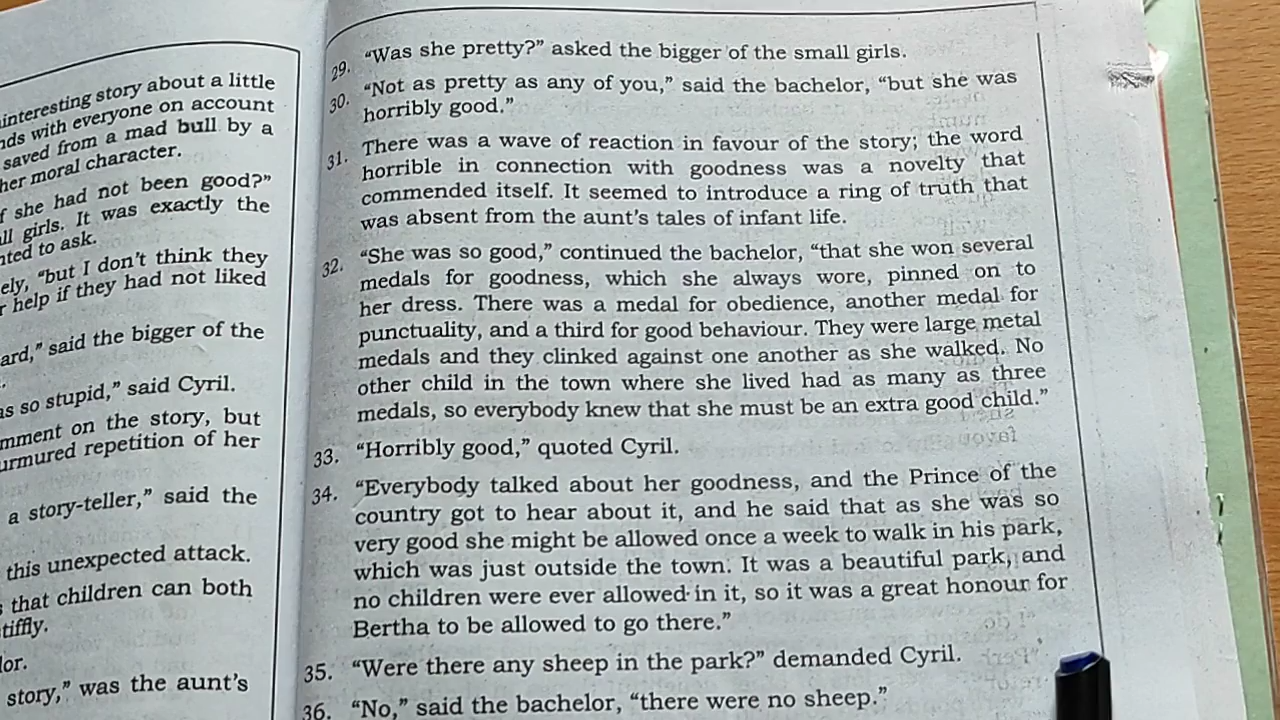 interesting story about a little
nds with everyone on account
saved from a mad bull by a
her moral character.
f she had not been good?”
ll girls. It was exactly the
nted to ask.
ely, “but I don’t think they
r help if they had not liked
ard,” said the bigger of the
as so stupid,” said Cyril.
mment on the story, but
urmured repetition of her
a story-teller,” said the
this unexpected attack.
s that children can both
tiffly.
lor.
story,” was the aunt’s
29. “Was she pretty?” asked the bigger of the small girls.
30. “Not as pretty as any of you,” said the bachelor, “but she was
horribly good.”
31. There was a wave of reaction in favour of the story; the word
horrible in connection with goodness was a novelty that
commended itself. It seemed to introduce a ring of truth that
was absent from the aunt’s tales of infant life.
32. “She was so good,” continued the bachelor, “that she won several
medals for goodness, which she always wore, pinned on to
her dress. There was a medal for obedience, another medal for
punctuality, and a third for good behaviour. They were large metal
medals and they clinked against one another as she walked. No
other child in the town where she lived had as many as three
medals, so everybody knew that she must be an extra good child.”
33. “Horribly good,” quoted Cyril.
34. “Everybody talked about her goodness, and the Prince of the
country got to hear about it, and he said that as she was so
very good she might be allowed once a week to walk in his park,
which was just outside the town. It was a beautiful park, and
no children were ever allowed in it, so it was a great honour for
Bertha to be allowed to go there.”
35. “Were there any sheep in the park?” demanded Cyril.
36. “No,” said the bachelor, “there were no sheep.”